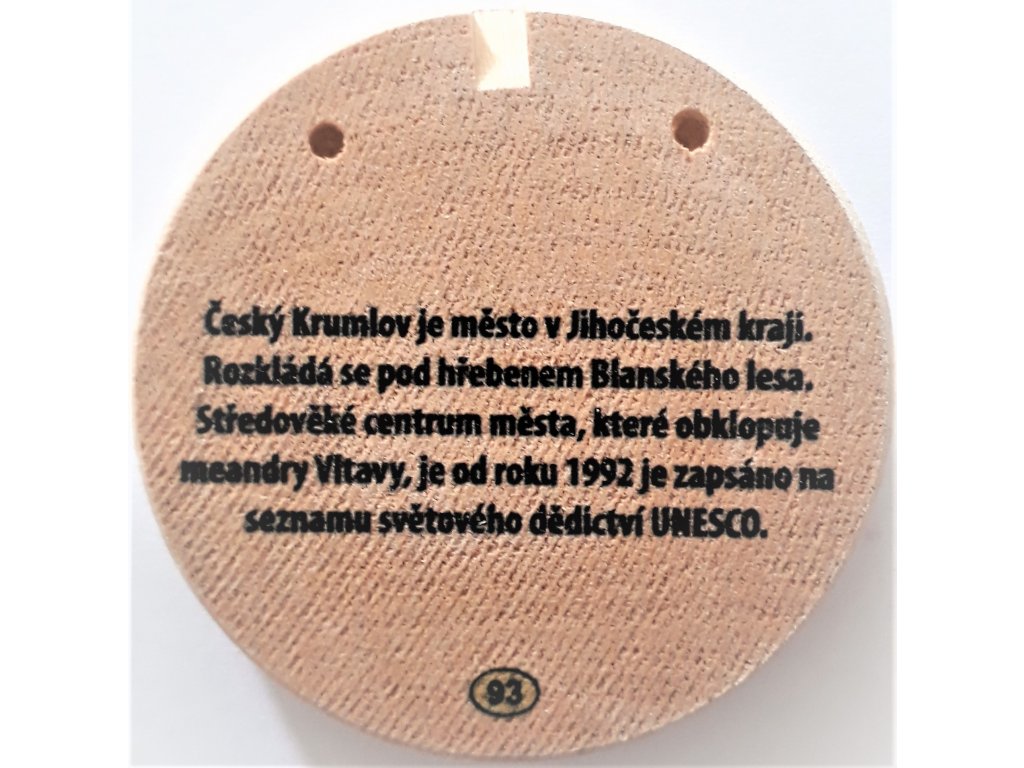 Český Krumlov je město v Jihočeském kraji.
Rozkládá se pod hřebenem Blanského lesa.
Středověké centrum města, které obklopuje
meandry Vltavy, je od roku 1992 je zapsáno na
seznamu světového dědictví UNESCO.
93